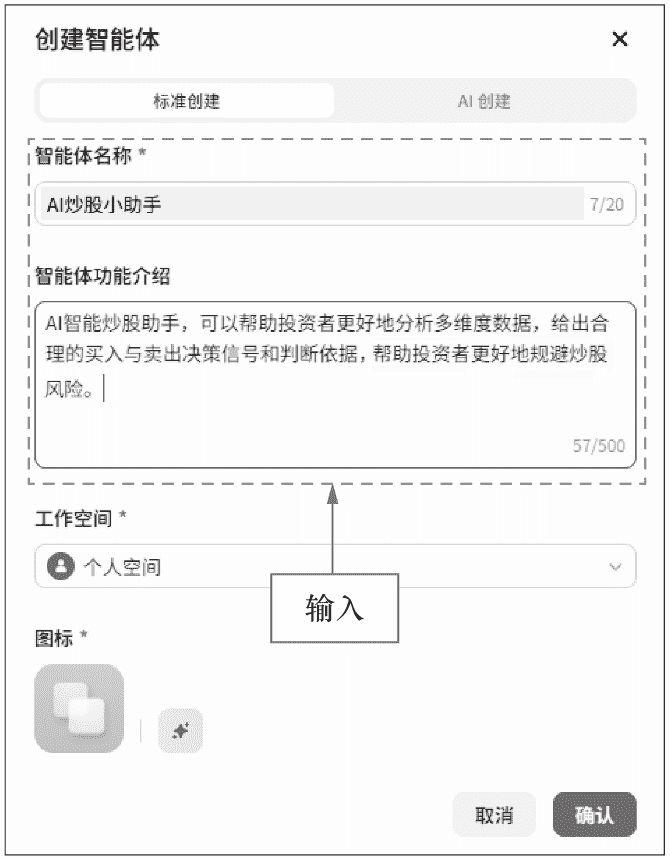 创建智能体
标准创建 AI 创建
智能体名称 *
AI炒股小助手 7/20
智能体功能介绍
AI智能炒股助手，可以帮助投资者更好地分析多维度数据，给出合
理的买入与卖出决策信号和判断依据，帮助投资者更好地规避炒股
风险。
57/500
工作空间 *
个人空间
输入
图标 *
取消 确认